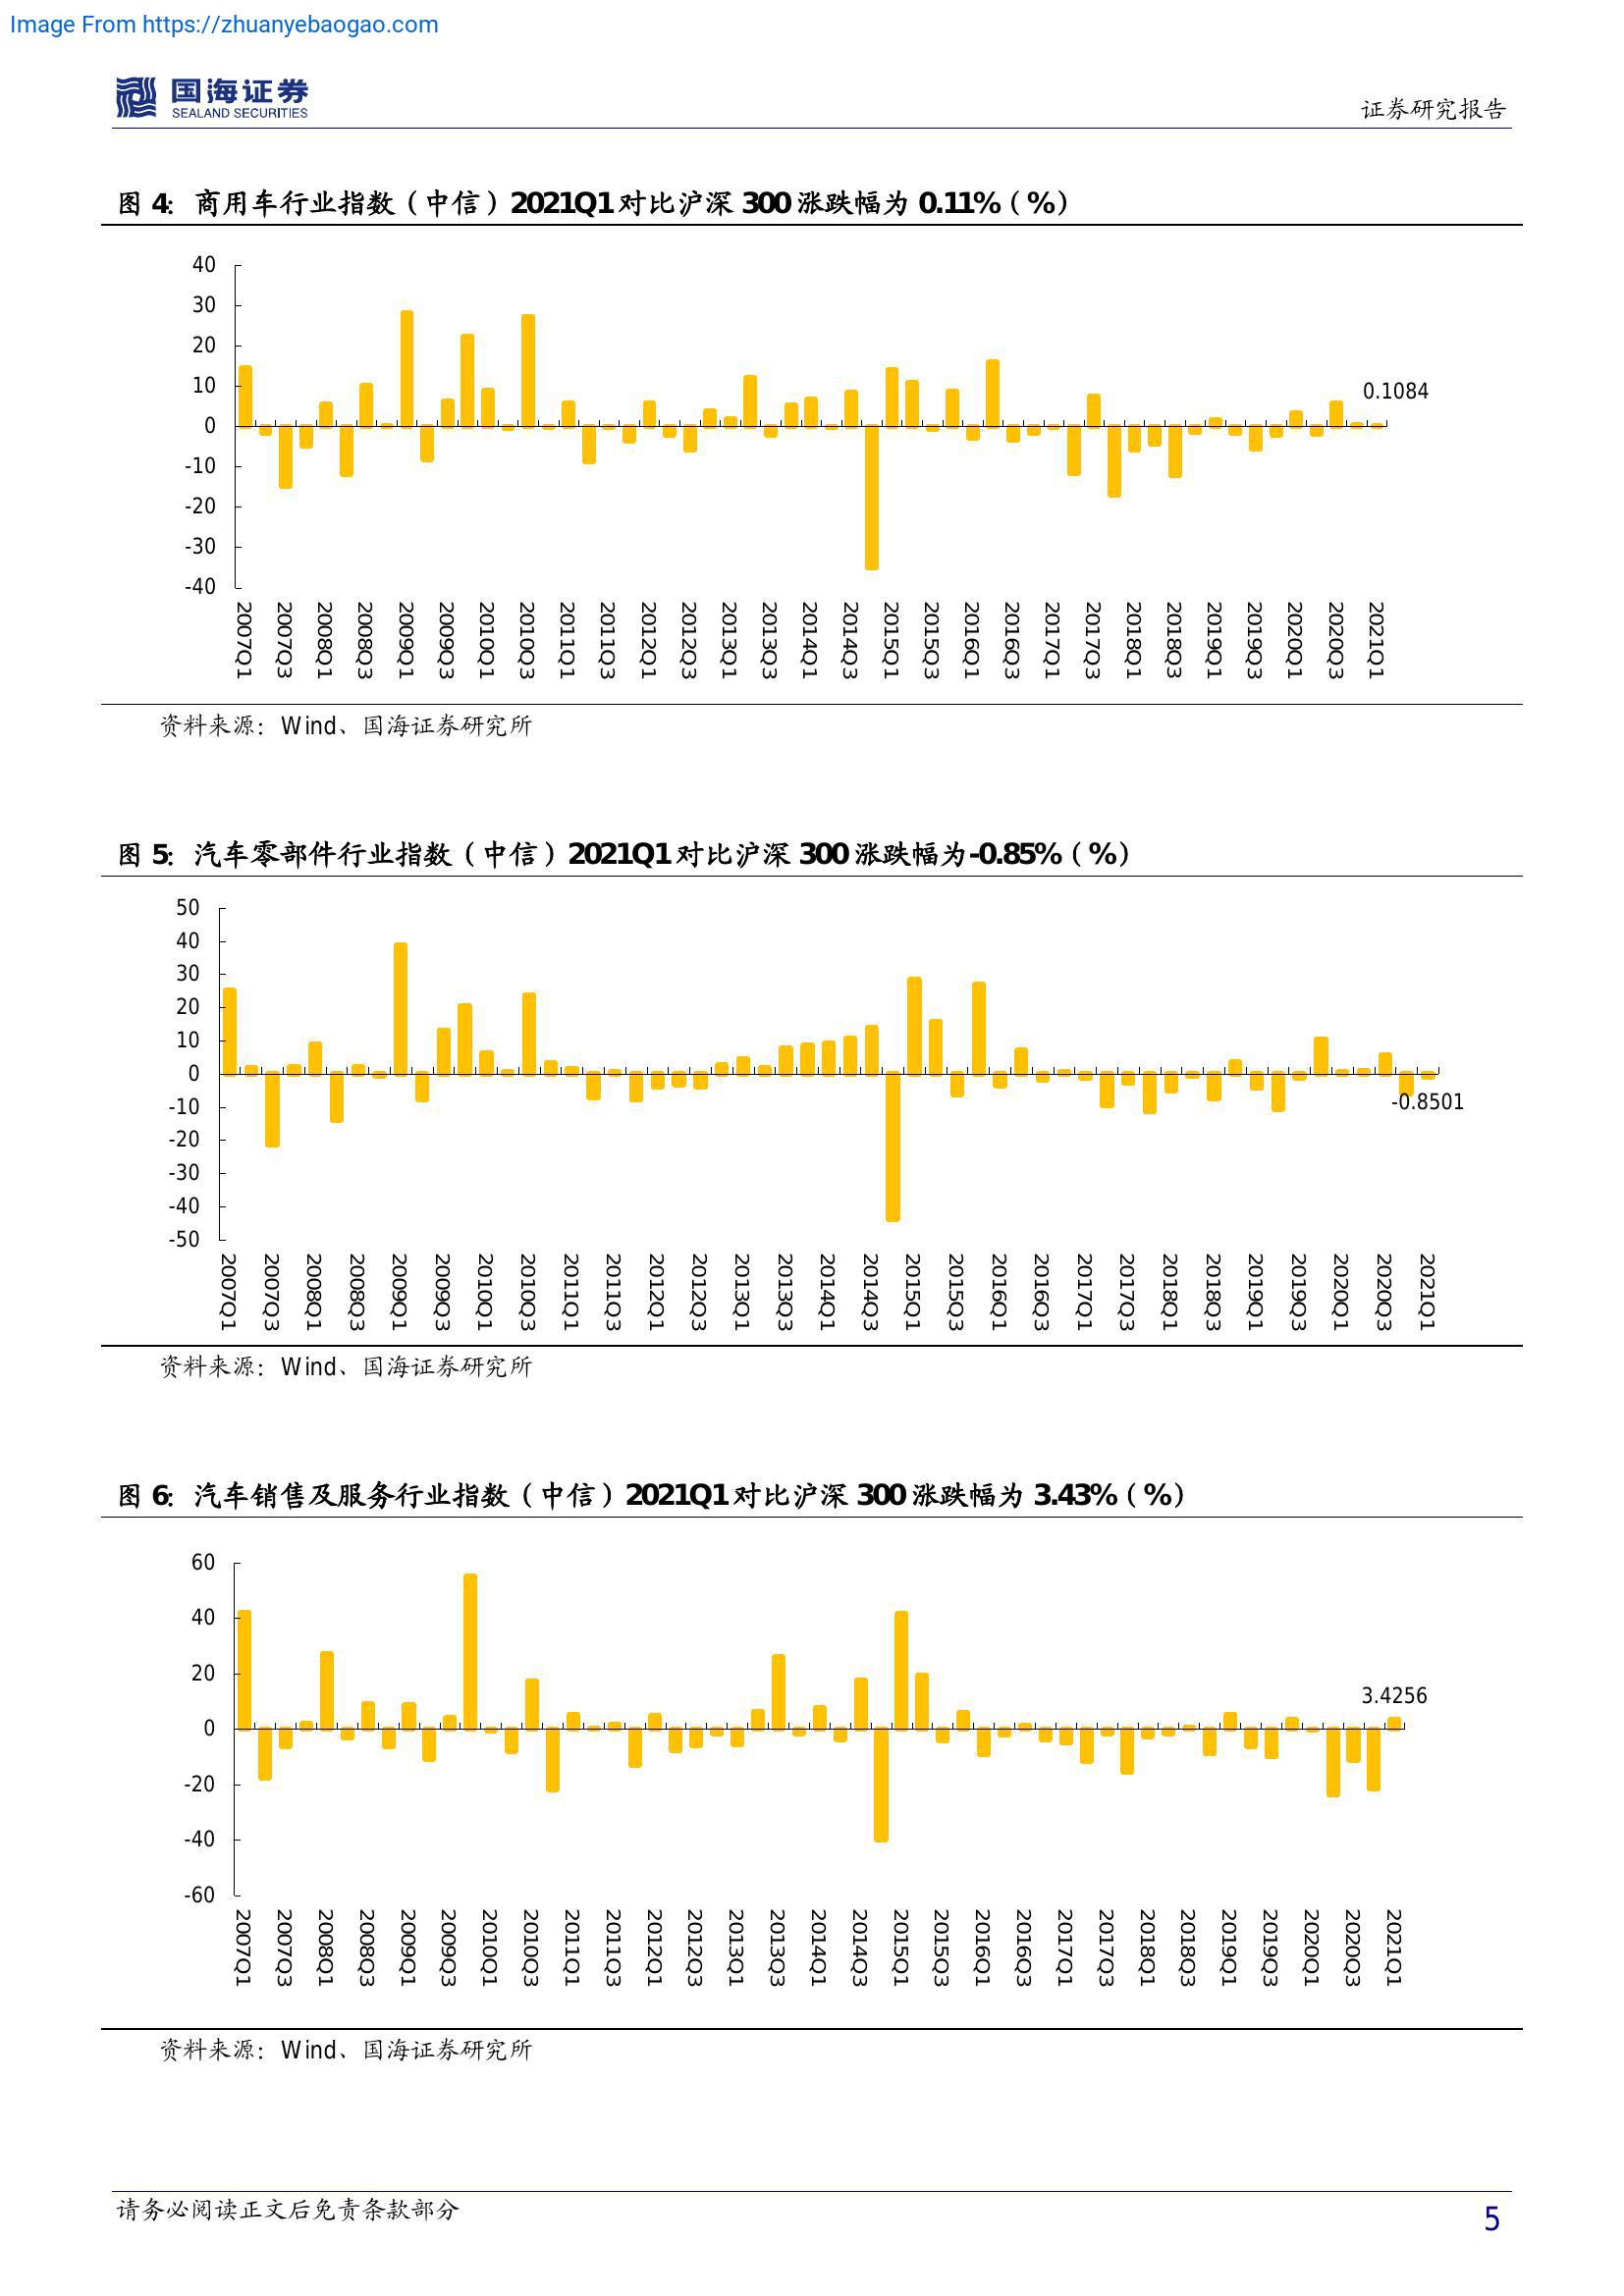 Image From https://zhuanyebaogao.com
国海证券
SEALAND SECURITIES
证券研究报告
图 4：商用车行业指数（中信）2021Q1 对比沪深 300 涨跌幅为 0.11%（%）
40
30
20
10
0
-10
-20
-30
-40
0.1084
2007Q1 2007Q3 2008Q1 2008Q3 2009Q1 2009Q3 2010Q1 2010Q3 2011Q1 2011Q3 2012Q1 2012Q3 2013Q1 2013Q3 2014Q1 2014Q3 2015Q1 2015Q3 2016Q1 2016Q3 2017Q1 2017Q3 2018Q1 2018Q3 2019Q1 2019Q3 2020Q1 2020Q3 2021Q1
资料来源：Wind、国海证券研究所
图 5：汽车零部件行业指数（中信）2021Q1 对比沪深 300 涨跌幅为-0.85%（%）
50
40
30
20
10
0
-10
-20
-30
-40
-50
-0.8501
2007Q1 2007Q3 2008Q1 2008Q3 2009Q1 2009Q3 2010Q1 2010Q3 2011Q1 2011Q3 2012Q1 2012Q3 2013Q1 2013Q3 2014Q1 2014Q3 2015Q1 2015Q3 2016Q1 2016Q3 2017Q1 2017Q3 2018Q1 2018Q3 2019Q1 2019Q3 2020Q1 2020Q3 2021Q1
资料来源：Wind、国海证券研究所
图 6：汽车销售及服务行业指数（中信）2021Q1 对比沪深 300 涨跌幅为 3.43%（%）
60
40
20
0
-20
-40
-60
3.4256
2007Q1 2007Q3 2008Q1 2008Q3 2009Q1 2009Q3 2010Q1 2010Q3 2011Q1 2011Q3 2012Q1 2012Q3 2013Q1 2013Q3 2014Q1 2014Q3 2015Q1 2015Q3 2016Q1 2016Q3 2017Q1 2017Q3 2018Q1 2018Q3 2019Q1 2019Q3 2020Q1 2020Q3 2021Q1
资料来源：Wind、国海证券研究所
请务必阅读正文后免责条款部分
5